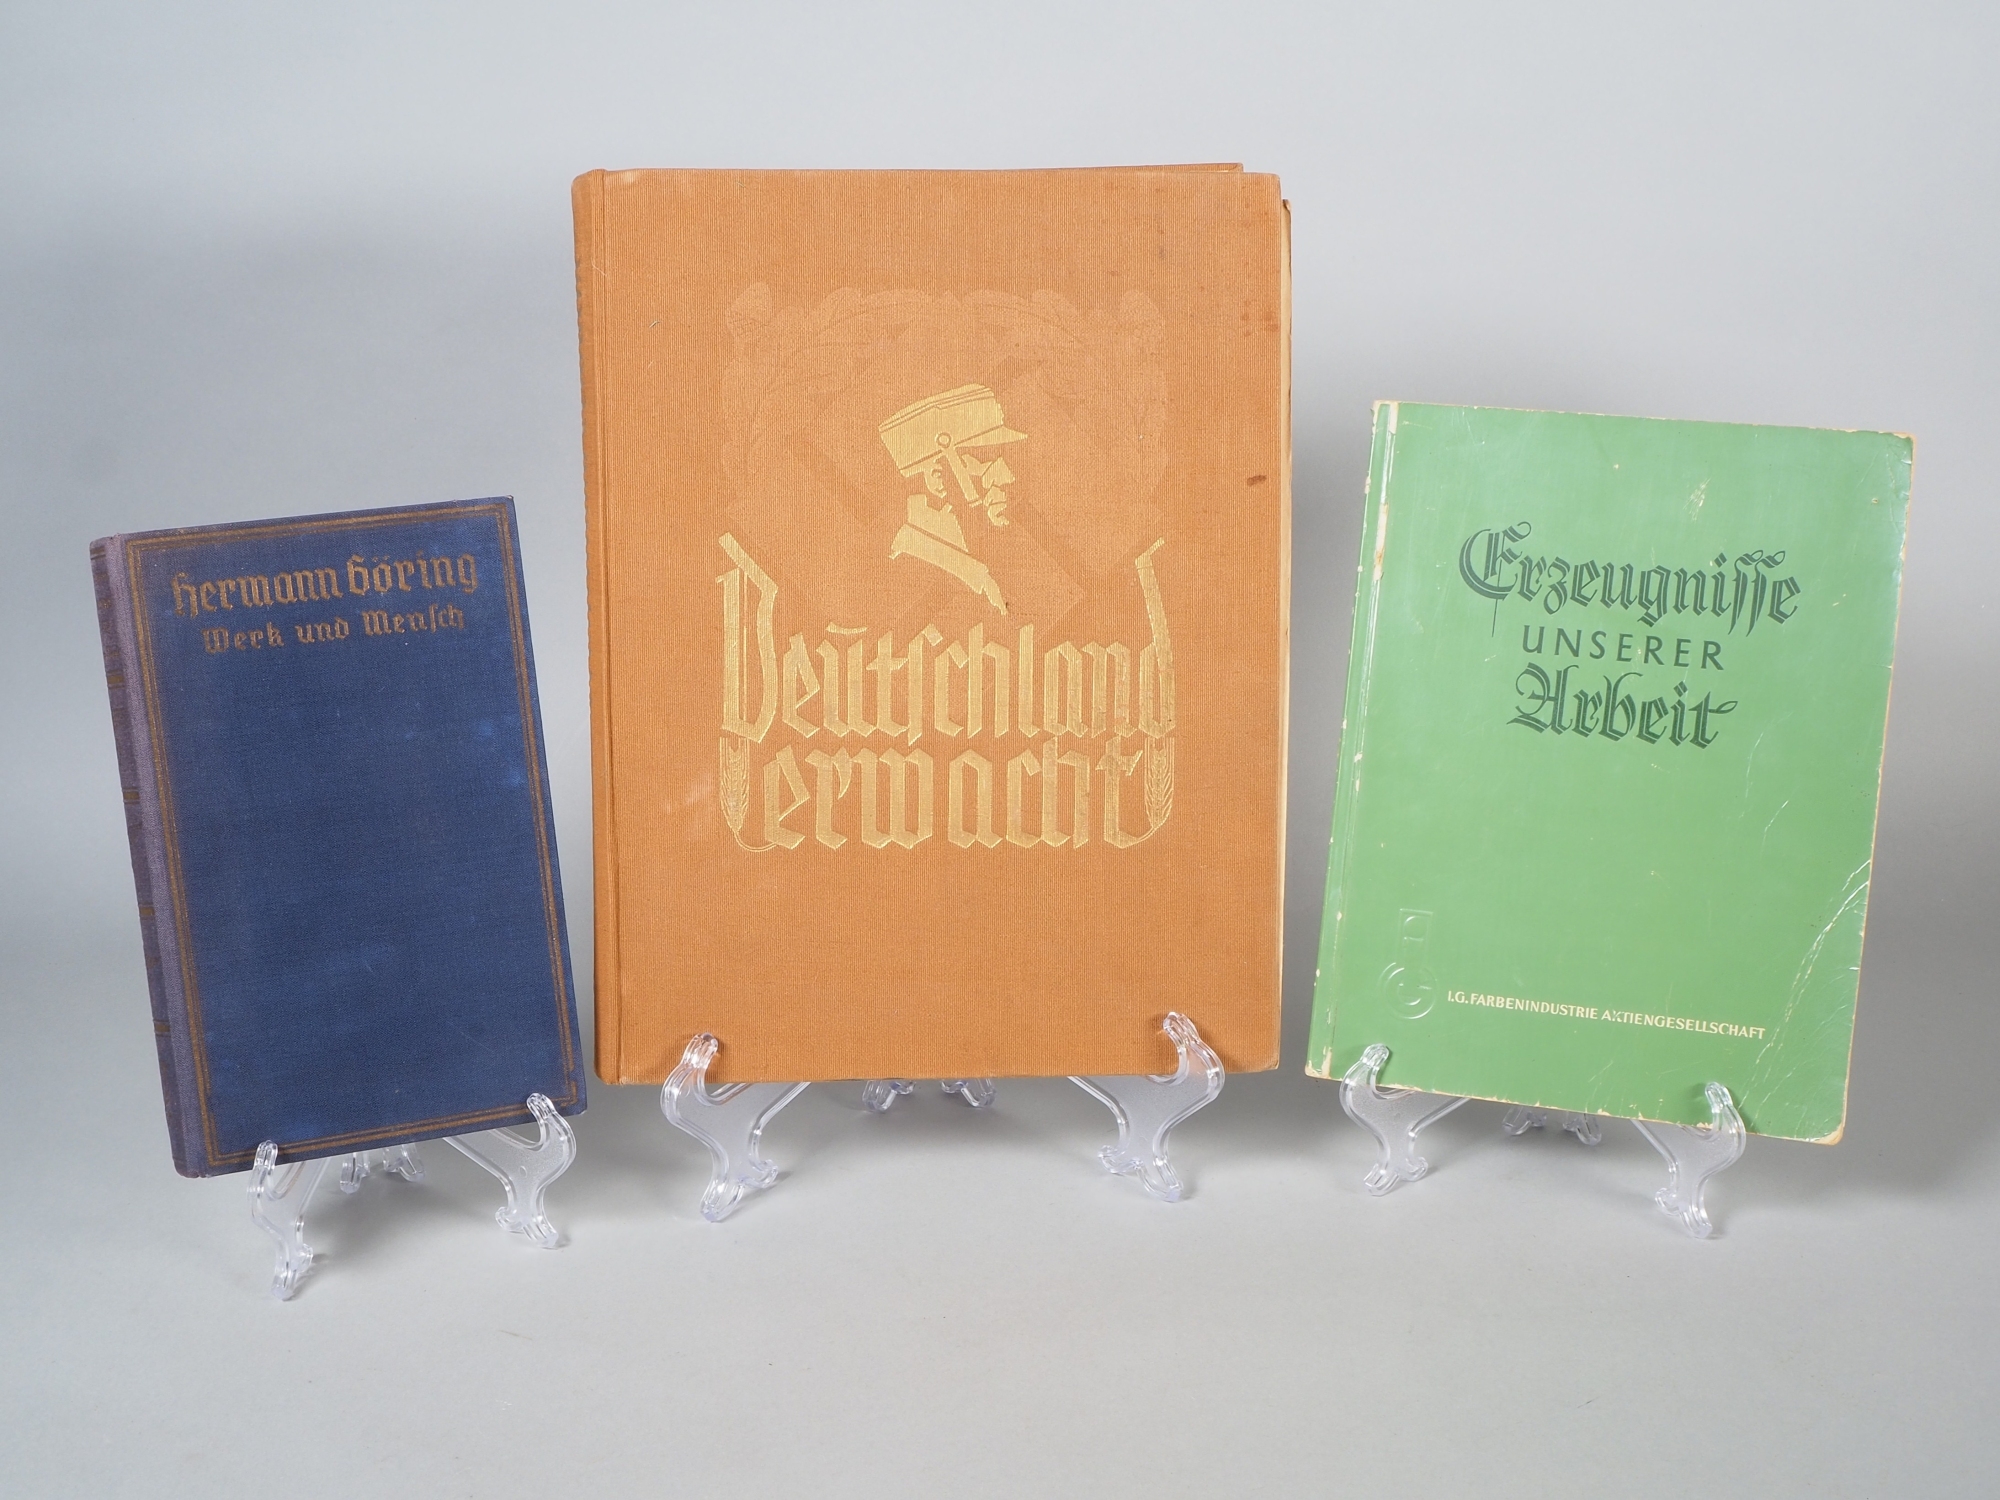 Hermann Göring
Werk und Mensch
Deutschland
erwacht
Erzeugnisse
UNSERER
Arbeit
I.G. FARBENINDUSTRIE AKTIENGESELLSCHAFT